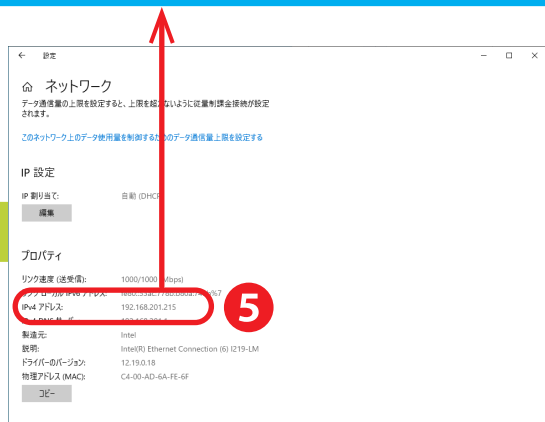 ← 設定
ネットワーク
データ通信量の上限を設定すると、上限を超えないように従量制課金接続が設定
されます。
このネットワーク上のデータ使用量を制御するためのデータ通信量上限を設定する
IP 設定
IP 割り当て: 自動 (DHCP)
編集
プロパティ
リンク速度 (送受信): 1000/1000 (Mbps)
IPv4 アドレス: 192.168.201.215
5
製造元: Intel
説明: Intel(R) Ethernet Connection (6) I219-LM
ドライバーのバージョン: 12.19.0.18
物理アドレス (MAC): C4-00-AD-6A-FE-6F
コピー